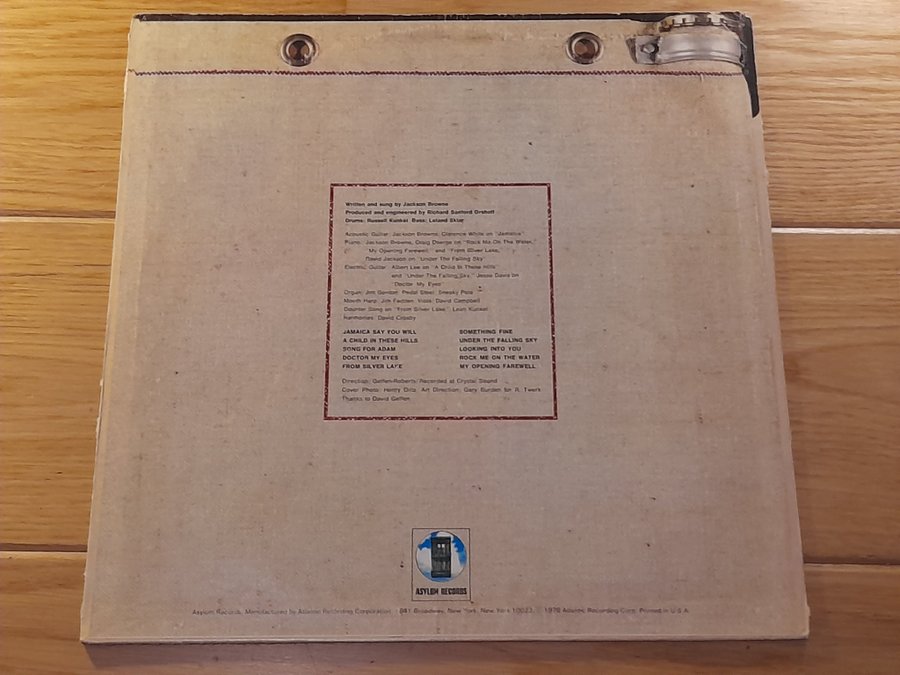 Written and sung by Jackson Browne
Produced and engineered by Richard Sanford Orshoff
Drums: Russell Kunkel Bass: Leland Sklar
Acoustic Guitar: Jackson Browne, Clarence White on "Jamaica"
Piano: Jackson Browne, Craig Doerge on "Rock Me On The Water,"
"My Opening Farewell," and "From Silver Lake,"
David Jackson on "Under The Falling Sky"
Electric Guitar: Albert Lee on "A Child In These Hills"
and "Under The Falling Sky," Jesse Davis on
"Doctor My Eyes"
Organ: Jim Gordon Pedal Steel: Sneaky Pete
Mouth Harp: Jim Fadden Viola: David Campbell
Counter Song on "From Silver Lake" Leah Kunkel
Harmonies: David Crosby
JAMAICA SAY YOU WILL SOMETHING FINE
A CHILD IN THESE HILLS UNDER THE FALLING SKY
SONG FOR ADAM LOOKING INTO YOU
DOCTOR MY EYES ROCK ME ON THE WATER
FROM SILVER LAKE MY OPENING FAREWELL
Direction: Geffen-Roberts/Recorded at Crystal Sound
Cover Photo: Henry Diltz Art Direction: Gary Burden for R. Twerk
Thanks to David Geffen
ASYLUM RECORDS
Asylum Records, Manufactured by Atlantic Recording Corporation, 1841 Broadway, New York, New York 10023. Atlantic Recording Corp. Printed in U.S.A.